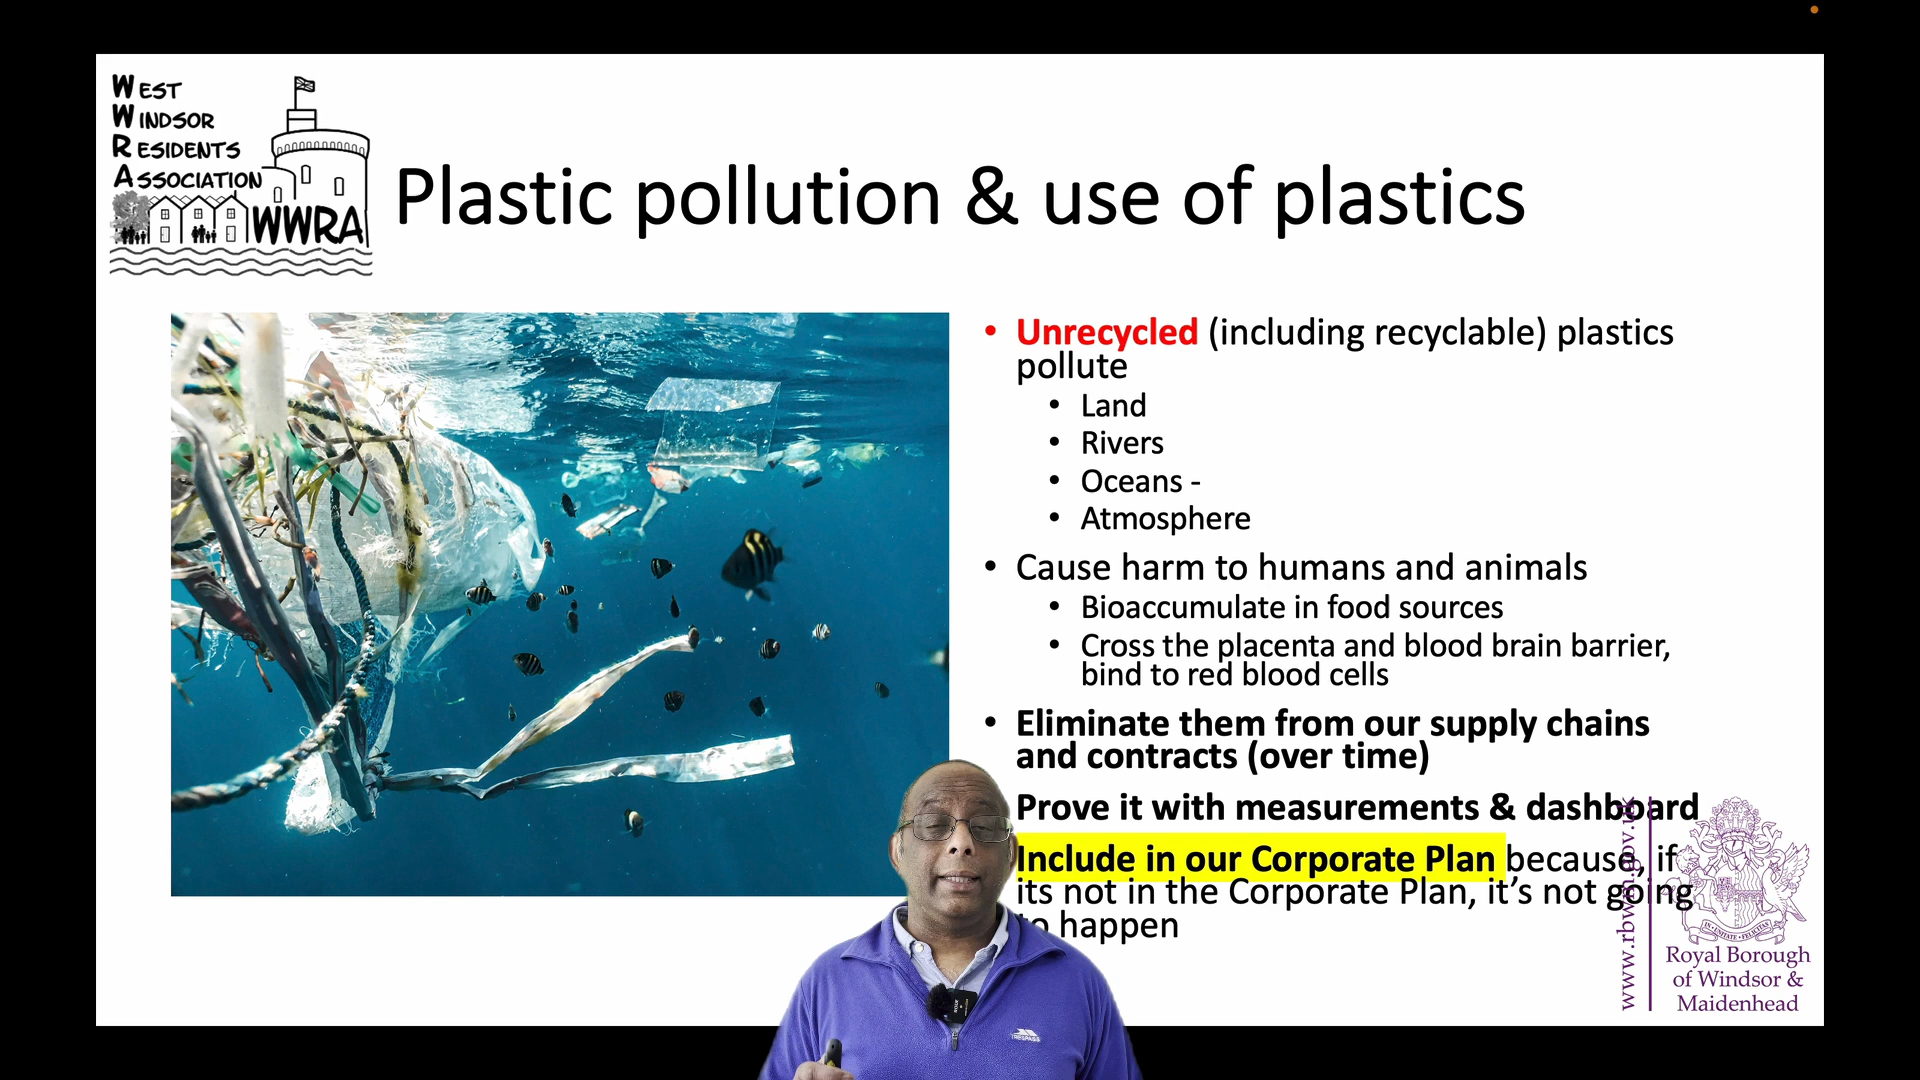 West
Windsor
Residents
Association
WWRA
Plastic pollution & use of plastics
• Unrecycled (including recyclable) plastics
pollute
• Land
• Rivers
• Oceans -
• Atmosphere
• Cause harm to humans and animals
• Bioaccumulate in food sources
• Cross the placenta and blood brain barrier,
bind to red blood cells
• Eliminate them from our supply chains
and contracts (over time)
Prove it with measurements & dashboard
Include in our Corporate Plan because, if
its not in the Corporate Plan, it’s not going
to happen
www.rbwm.gov.uk
Royal Borough
of Windsor &
Maidenhead
TRESPASS